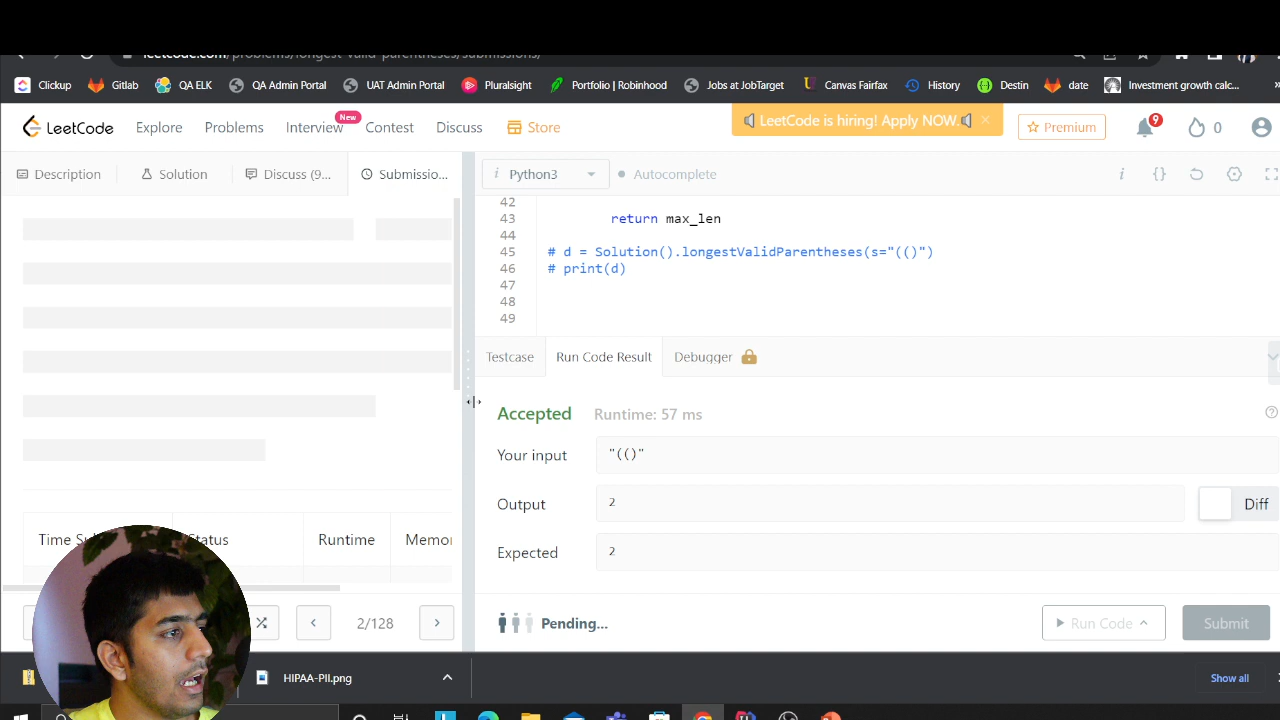 leetcode.com/problems/longest-valid-parentheses/submissions/
Clickup Gitlab QA ELK QA Admin Portal UAT Admin Portal Pluralsight Portfolio | Robinhood Jobs at JobTarget Canvas Fairfax History Destin date Investment growth calc... »
LeetCode Explore Problems Interview New Contest Discuss Store LeetCode is hiring! Apply NOW × Premium 9 0
Description Solution Discuss (9... Submissio...
i Python3 Autocomplete i {}
42
43 return max_len
44
45 # d = Solution().longestValidParentheses(s="(()")
46 # print(d)
47
48
49
Testcase Run Code Result Debugger
Accepted Runtime: 57 ms
Your input "(()"
Output 2 Diff
Expected 2
Time Su Status Runtime Memor
< 2/128 >
Pending... Run Code Submit
HIPAA-PII.png Show all